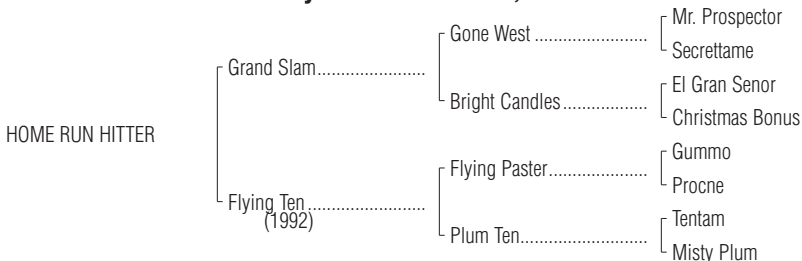 Mr. Prospector
Gone West ........................
Secrettame
Grand Slam.......................
El Gran Senor
Bright Candles..................
Christmas Bonus
HOME RUN HITTER
Gummo
Flying Paster.....................
Procne
Flying Ten .........................
(1992)
Tentam
Plum Ten...........................
Misty Plum